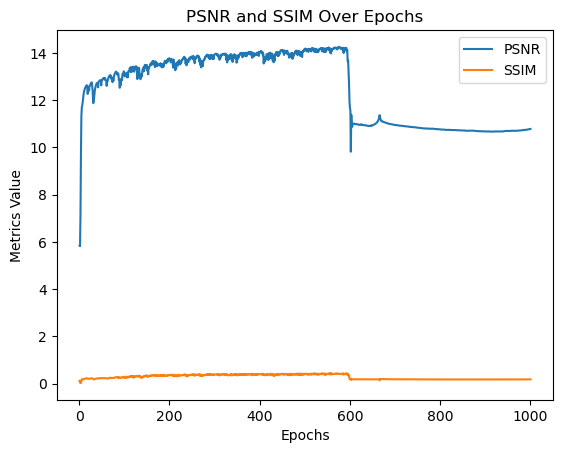 PSNR and SSIM Over Epochs
PSNR
SSIM
Metrics Value
14
12
10
8
6
4
2
0
0 200 400 600 800 1000
Epochs